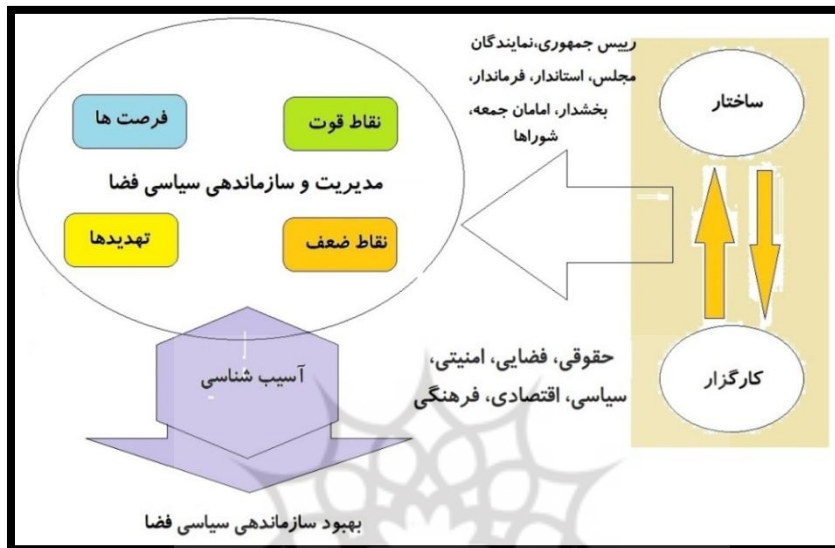 رییس جمهوری،نمایندگان
مجلس، استاندار، فرماندار،
بخشدار، امامان جمعه،
شوراها
ساختار
نقاط قوت
فرصت ها
مدیریت و سازماندهی سیاسی فضا
نقاط ضعف
تهدیدها
حقوقی، فضایی، امنیتی،
سیاسی، اقتصادی، فرهنگی
کارگزار
آسیب شناسی
بهبود سازماندهی سیاسی فضا